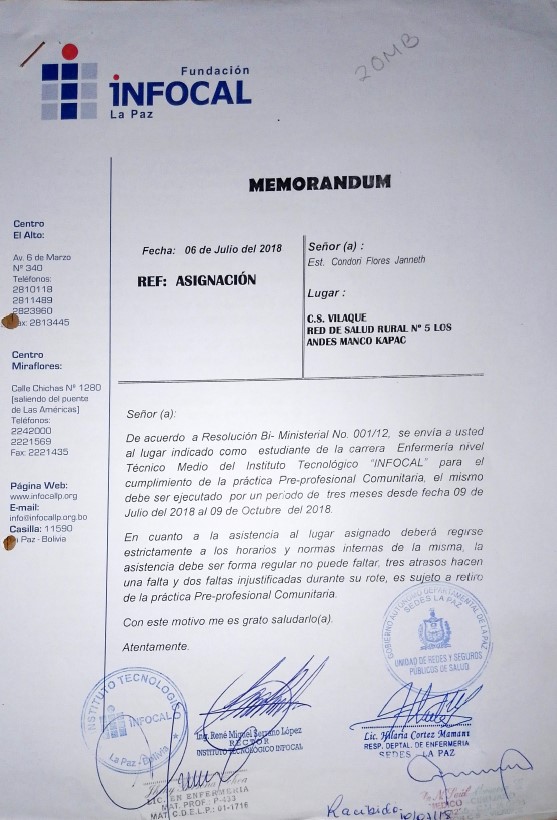 20MB
Fundación
INFOCAL
La Paz
MEMORANDUM
Centro
El Alto:
Av. 6 de Marzo
Nº 340
Teléfonos:
2810118
2811489
2823960
ax: 2813445
Centro
Miraflores:
Calle Chichas Nº 1280
(saliendo del puente
de Las Américas)
Teléfonos:
2242000
2221569
Fax: 2221435
Página Web:
www.infocallp.org
E-mail:
info@infocallp.org.bo
Casilla: 11590
Paz - Bolivia
Fecha: 06 de Julio del 2018
REF: ASIGNACIÓN
Señor (a) :
Est. Condori Flores Janneth
Lugar :
C.S. VILAQUE
RED DE SALUD RURAL Nº 5 LOS
ANDES MANCO KAPAC
Señor (a):
De acuerdo a Resolución Bi- Ministerial No. 001/12, se envía a usted
al lugar indicado como estudiante de la carrera Enfermería nivel
Técnico Medio del Instituto Tecnológico “INFOCAL” para el
cumplimiento de la práctica Pre-profesional Comunitaria, el mismo
debe ser ejecutado por un periodo de tres meses desde fecha 09 de
Julio del 2018 al 09 de Octubre del 2018.
En cuanto a la asistencia al lugar asignado deberá regirse
estrictamente a los horarios y normas internas de la misma, la
asistencia debe ser forma regular no puede faltar, tres atrasos hacen
una falta y dos faltas injustificadas durante su rote, es sujeto a retiro
de la práctica Pre-profesional Comunitaria.
Con este motivo me es grato saludarlo(a).
Atentamente.
GOBIERNO AUTÓNOMO DEPARTAMENTAL DE LA PAZ
SEDES LA PAZ
UNIDAD DE REDES Y SEGUROS
PÚBLICOS DE SALUD
INSTITUTO TECNOLOGICO
INFOCAL
La Paz - Bolivia
Ing. René Miguel Serrano López
RECTOR
INSTITUTO TECNOLÓGICO INFOCAL
Lic. Hilaria Cortez Mamani
RESP. DEPTAL. DE ENFERMERIA
SEDES - LA PAZ
LIC. EN ENFERMERIA
MAT. PROF : P-433
MAT. C.D.E.L.P.: 01-1716
MEDICO
Recibido